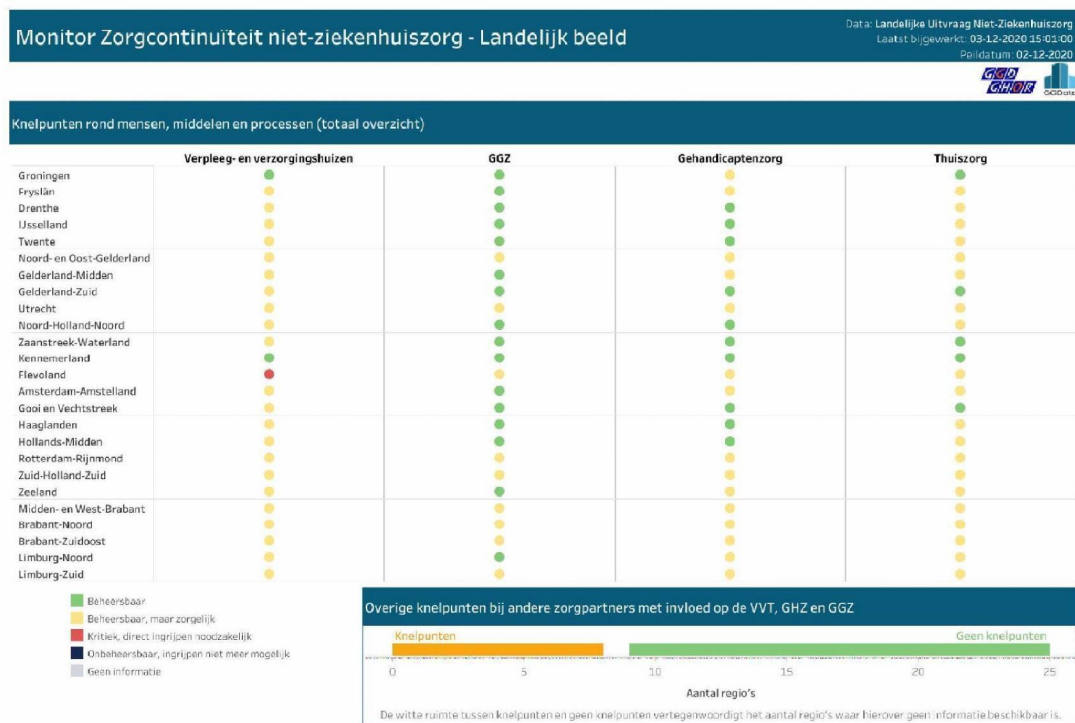 Monitor Zorgcontinuïteit niet-ziekenhuiszorg - Landelijk beeld
Data: Landelijke Uitvraag Niet-Ziekenhuiszorg
Laatst bijgewerkt: 03-12-2020 15:01:00
Peildatum: 02-12-2020
GGD
GHOR
Knelpunten rond mensen, middelen en processen (totaal overzicht)
Verpleeg- en verzorgingshuizen GGZ Gehandicaptenzorg Thuiszorg
Groningen
Fryslân
Drenthe
IJsselland
Twente
Noord- en Oost-Gelderland
Gelderland-Midden
Gelderland-Zuid
Utrecht
Noord-Holland-Noord
Zaanstreek-Waterland
Kennemerland
Flevoland
Amsterdam-Amstelland
Gooi en Vechtstreek
Haaglanden
Hollands-Midden
Rotterdam-Rijnmond
Zuid-Holland-Zuid
Zeeland
Midden- en West-Brabant
Brabant-Noord
Brabant-Zuidoost
Limburg-Noord
Limburg-Zuid
Beheersbaar
Beheersbaar, maar zorgelijk
Kritiek, direct ingrijpen noodzakelijk
Onbeheersbaar, ingrijpen niet meer mogelijk
Geen informatie
Overige knelpunten bij andere zorgpartners met invloed op de VVT, GHZ en GGZ
Knelpunten Geen knelpunten
0 5 10 15 20 25
Aantal regio's
De witte ruimte tussen knelpunten en geen knelpunten vertegenwoordigt het aantal regio's waar hierover geen informatie beschikbaar is.